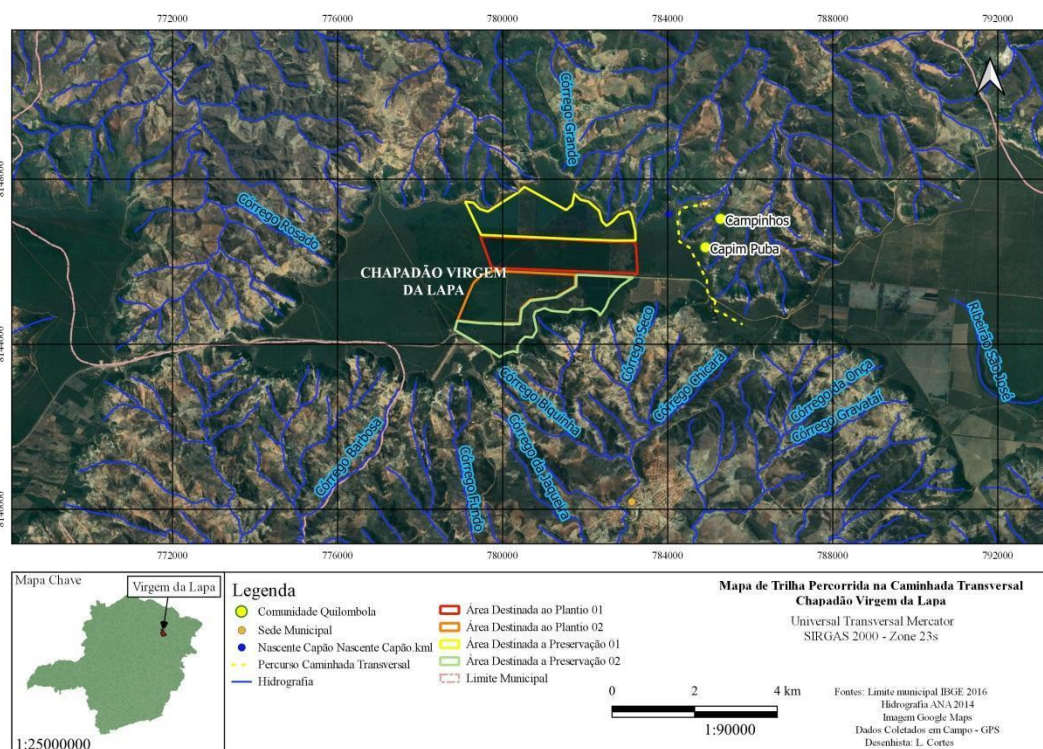 772000 776000 780000 784000 788000 792000
8148000
8144000
8140000
Córrego Grande
Córrego Rosado
Campinhos
Capim Puba
CHAPADÃO VIRGEM
DA LAPA
Córrego Seco
Córrego Chicará
Córrego Biquinha
Córrego da Jaqueira
Córrego Fundo
Córrego Barbosa
Córrego da Onça
Córrego Gravataí
Ribeirão São José
772000 776000 780000 784000 788000 792000
Mapa Chave
Virgem da Lapa
1:25000000
Legenda
Comunidade Quilombola
Sede Municipal
Nascente Capão Nascente Capão.kml
Percurso Caminhada Transversal
Hidrografia
Área Destinada ao Plantio 01
Área Destinada ao Plantio 02
Área Destinada a Preservação 01
Área Destinada a Preservação 02
Limite Municipal
Mapa de Trilha Percorrida na Caminhada Transversal
Chapadão Virgem da Lapa
Universal Transversal Mercator
SIRGAS 2000 - Zone 23s
0 2 4 km
1:90000
Fontes: Limite municipal IBGE 2016
Hidrografia ANA 2014
Imagem Google Maps
Dados Coletados em Campo - GPS
Desenhista: L. Cortes